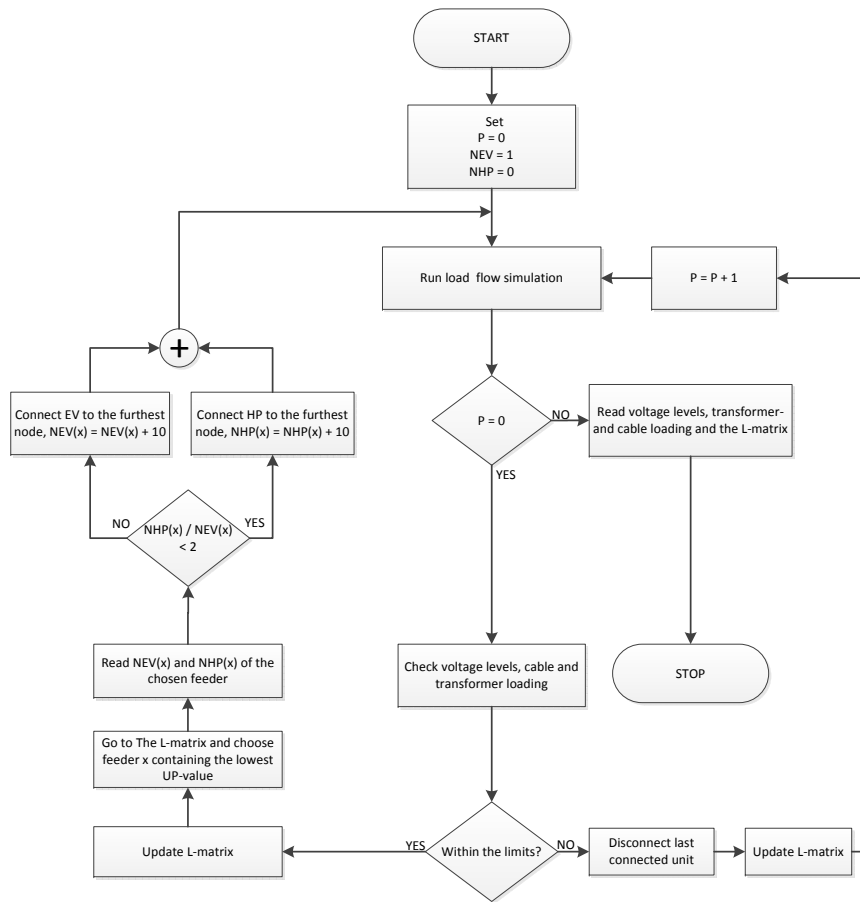 START
Set
P = 0
NEV = 1
NHP = 0
Run load flow simulation
P = P + 1
+
Connect EV to the furthest
node, NEV(x) = NEV(x) + 10
Connect HP to the furthest
node, NHP(x) = NHP(x) + 10
P = 0
NO
YES
Read voltage levels, transformer-
and cable loading and the L-matrix
NO
YES
NHP(x) / NEV(x)
< 2
Read NEV(x) and NHP(x) of the
chosen feeder
Check voltage levels, cable and
transformer loading
STOP
Go to The L-matrix and choose
feeder x containing the lowest
UP-value
Update L-matrix
YES
Within the limits?
NO
Disconnect last
connected unit
Update L-matrix